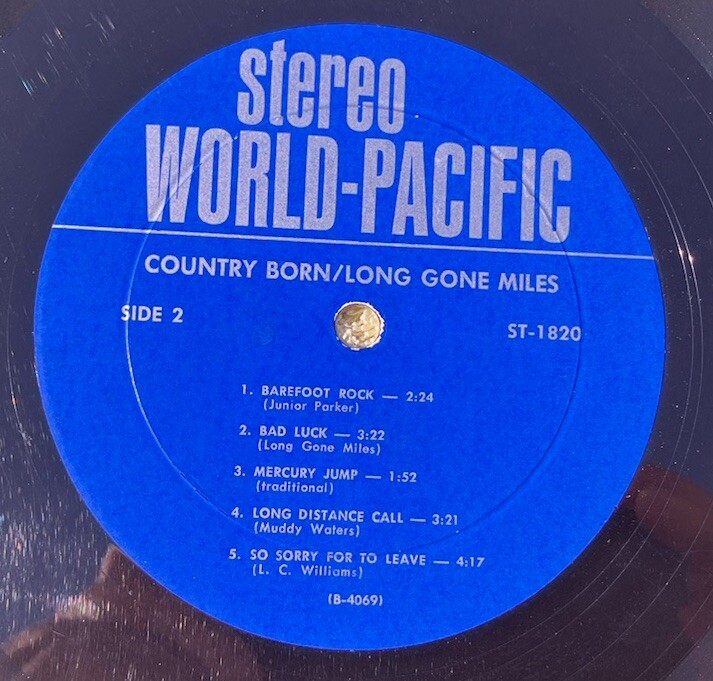 stereo
WORLD-PACIFIC
COUNTRY BORN/LONG GONE MILES
SIDE 2
ST-1820
1. BAREFOOT ROCK — 2:24
(Junior Parker)
2. BAD LUCK — 3:22
(Long Gone Miles)
3. MERCURY JUMP — 1:52
(traditional)
4. LONG DISTANCE CALL — 3:21
(Muddy Waters)
5. SO SORRY FOR TO LEAVE — 4:17
(L. C. Williams)
(B-4069)